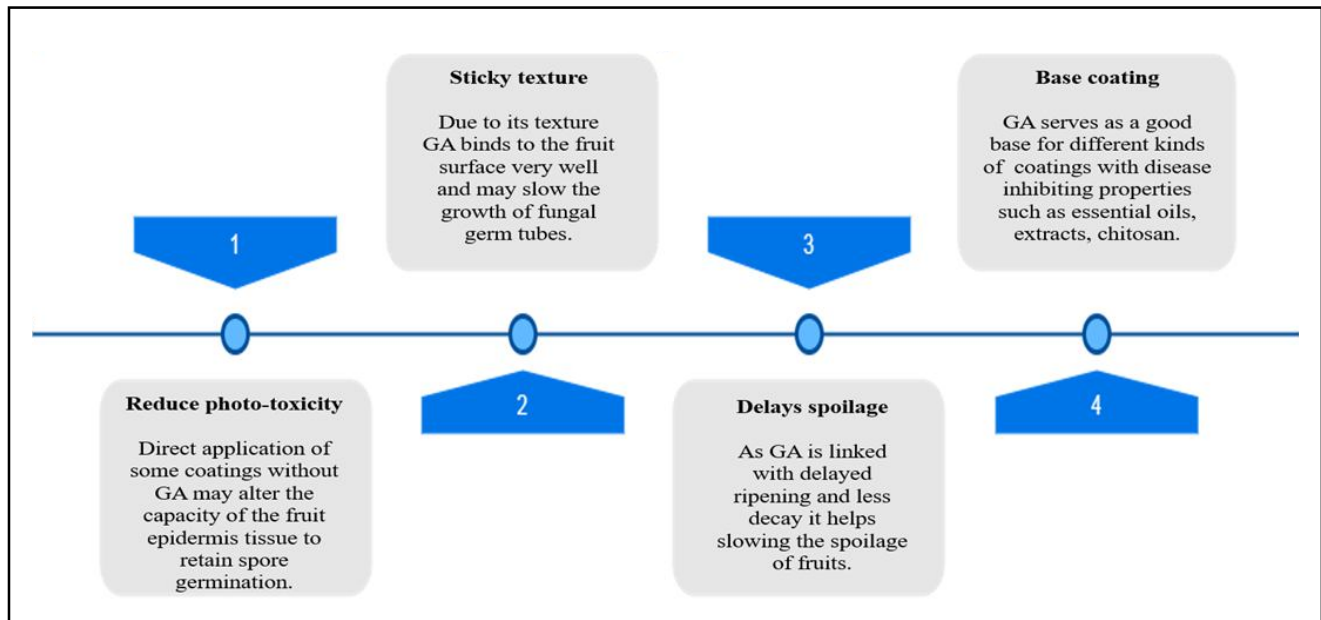 1
Reduce photo-toxicity
Direct application of
some coatings without
GA may alter the
capacity of the fruit
epidermis tissue to
retain spore
germination.
Sticky texture
Due to its texture
GA binds to the fruit
surface very well
and may slow the
growth of fungal
germ tubes.
2
3
Delays spoilage
As GA is linked
with delayed
ripening and less
decay it helps
slowing the spoilage
of fruits.
Base coating
GA serves as a good
base for different kinds
of coatings with disease
inhibiting properties
such as essential oils,
extracts, chitosan.
4